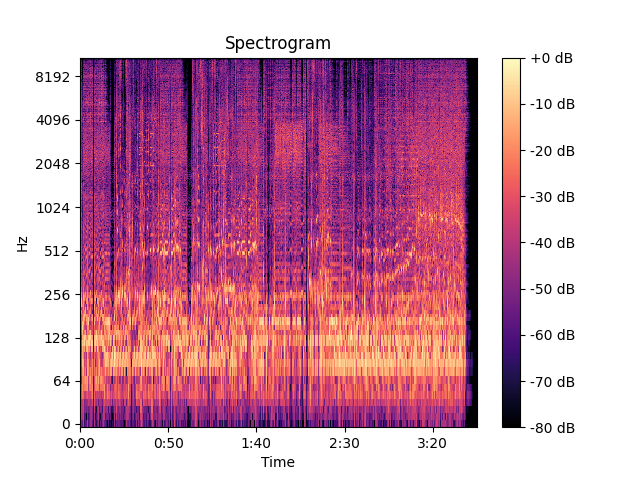 Spectrogram
8192
4096
2048
1024
512
256
128
64
0
Hz
0:00 0:50 1:40 2:30 3:20
Time
+0 dB
-10 dB
-20 dB
-30 dB
-40 dB
-50 dB
-60 dB
-70 dB
-80 dB